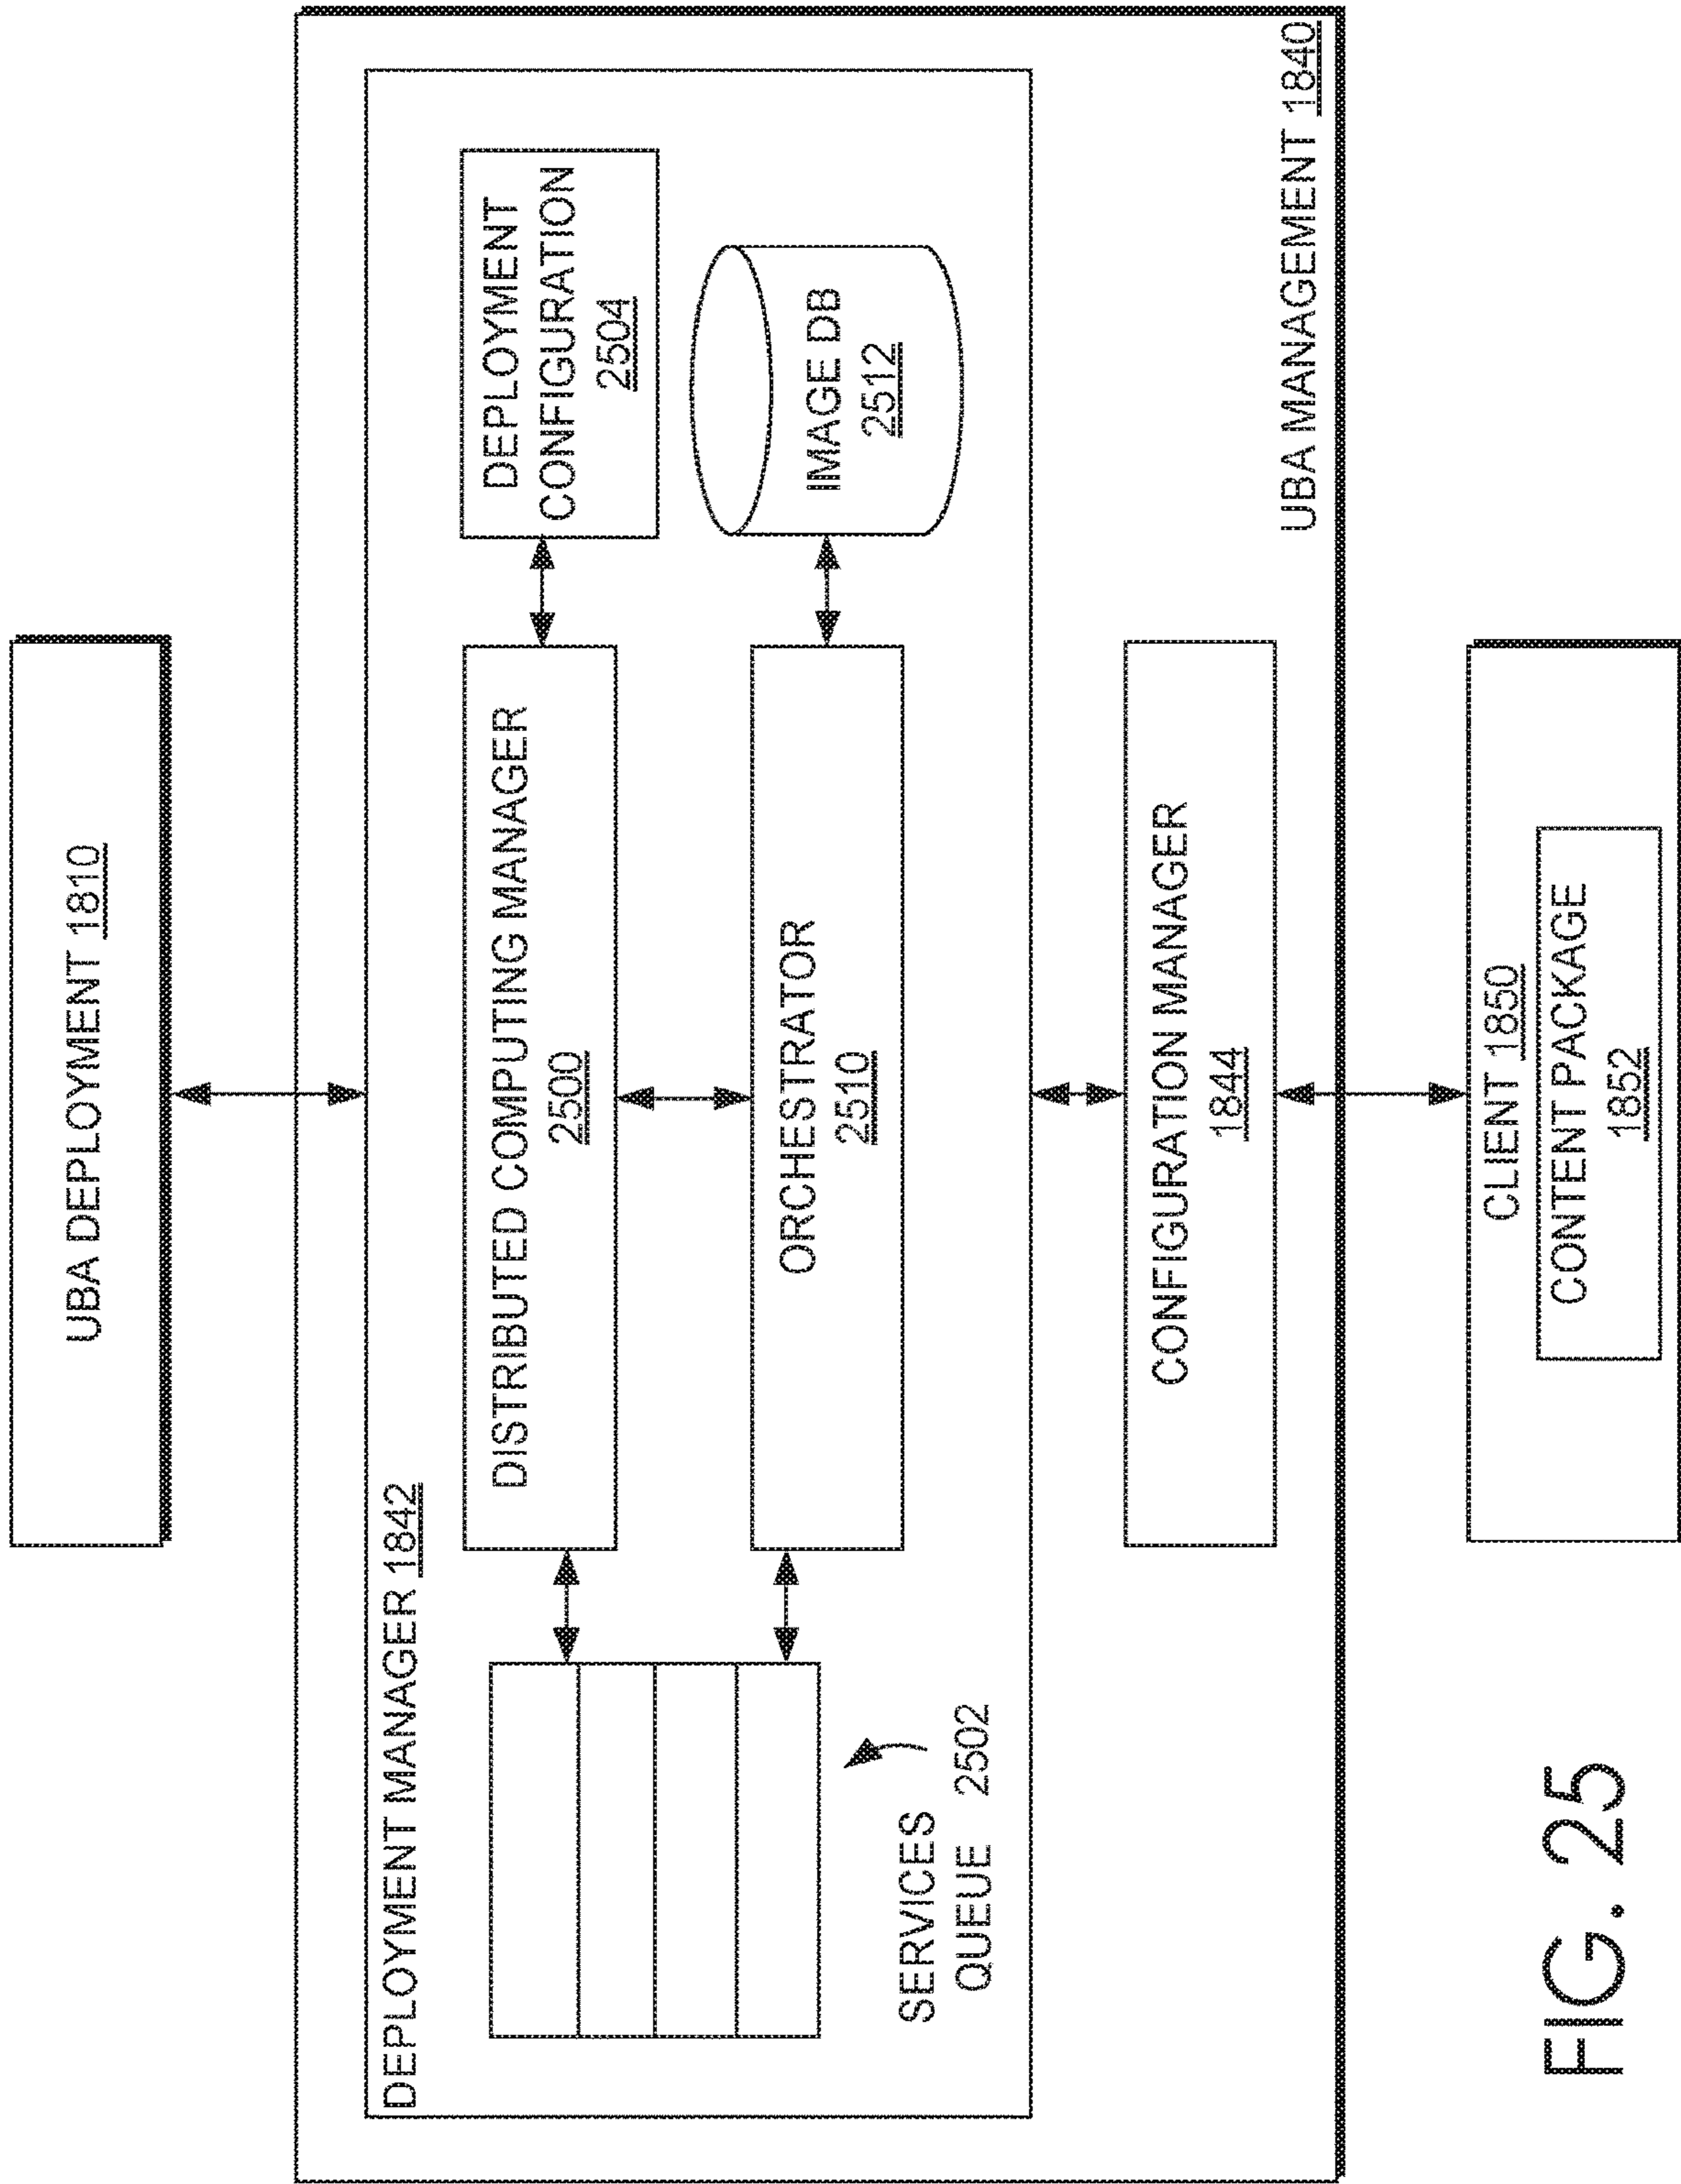 UBA DEPLOYMENT 1810
DEPLOYMENT MANAGER 1842
DISTRIBUTED COMPUTING MANAGER
2500
DEPLOYMENT
CONFIGURATION
2504
ORCHESTRATOR
2510
IMAGE DB
2512
SERVICES
QUEUE 2502
CONFIGURATION MANAGER
1844
UBA MANAGEMENT 1840
CLIENT 1850
CONTENT PACKAGE
1852
FIG. 25